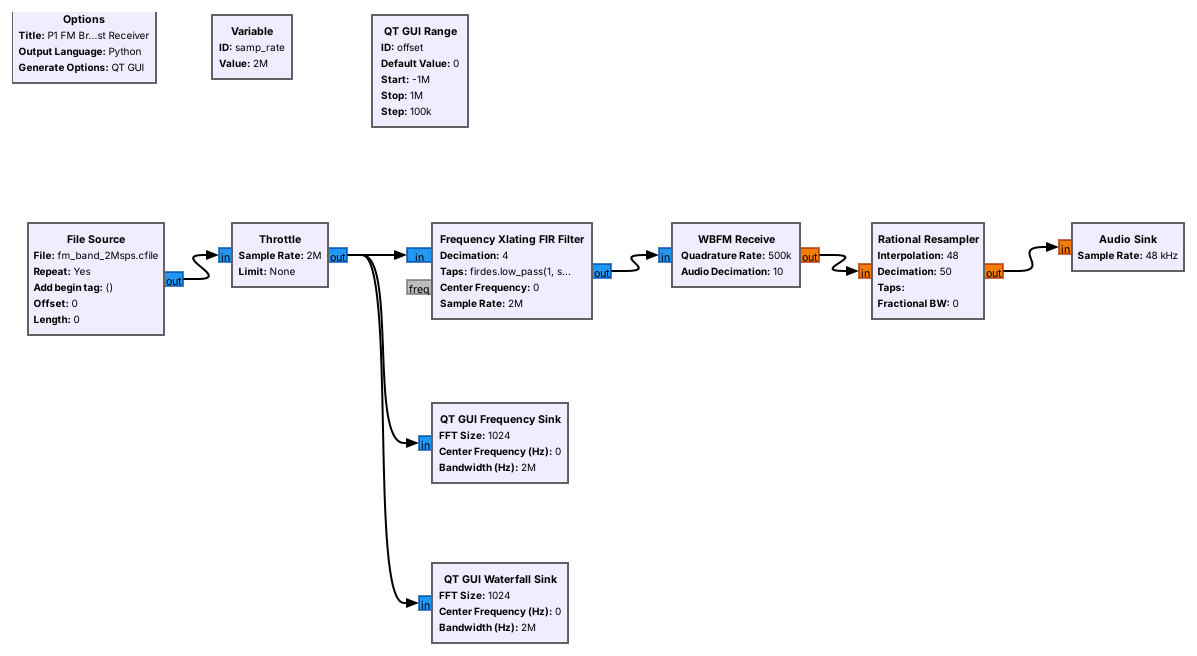 Options
Title: P1 FM Br...st Receiver
Output Language: Python
Generate Options: QT GUI
Variable
ID: samp_rate
Value: 2M
QT GUI Range
ID: offset
Default Value: 0
Start: -1M
Stop: 1M
Step: 100k
File Source
File: fm_band_2Msps.cfile
Repeat: Yes
Add begin tag: ()
Offset: 0
Length: 0
out
in
Throttle
Sample Rate: 2M
Limit: None
out
in
freq
Frequency Xlating FIR Filter
Decimation: 4
Taps: firdes.low_pass(1, s...
Center Frequency: 0
Sample Rate: 2M
out
in
WBFM Receive
Quadrature Rate: 500k
Audio Decimation: 10
out
in
Rational Resampler
Interpolation: 48
Decimation: 50
Taps:
Fractional BW: 0
out
in
Audio Sink
Sample Rate: 48 kHz
in
QT GUI Frequency Sink
FFT Size: 1024
Center Frequency (Hz): 0
Bandwidth (Hz): 2M
in
QT GUI Waterfall Sink
FFT Size: 1024
Center Frequency (Hz): 0
Bandwidth (Hz): 2M